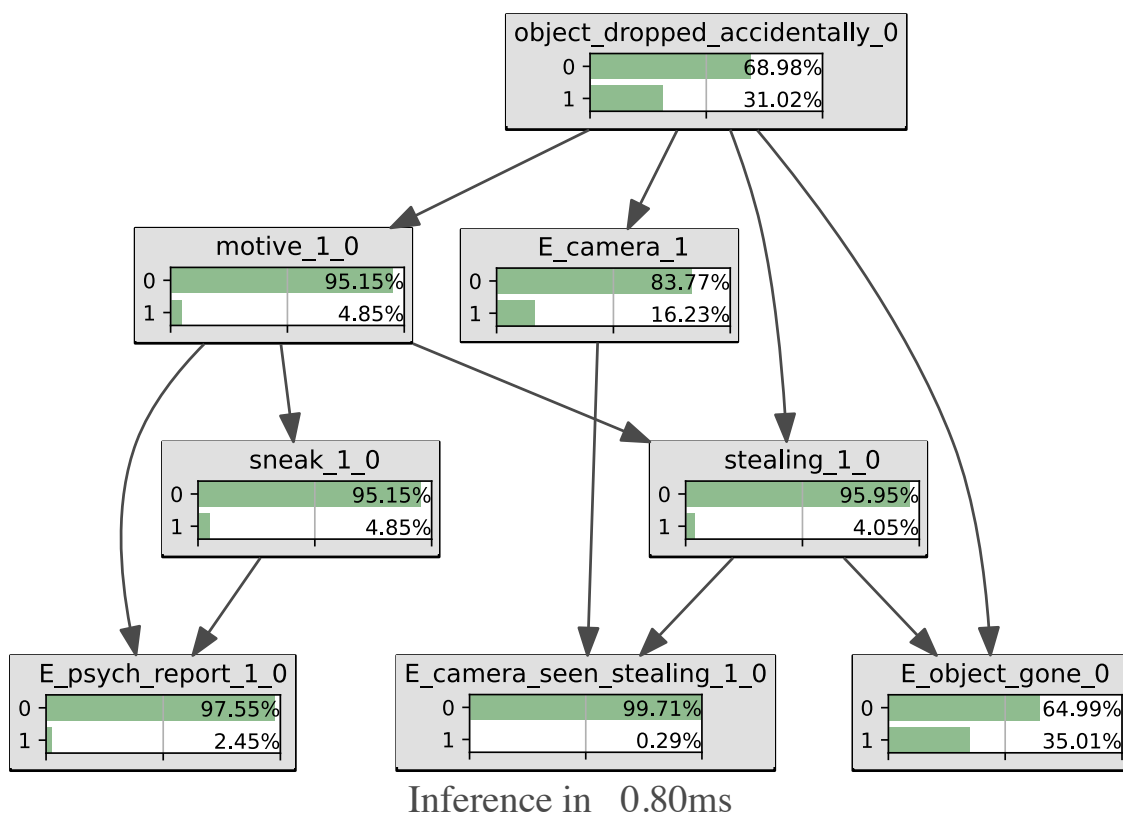 object_dropped_accidentally_0
0 68.98%
1 31.02%
motive_1_0
0 95.15%
1 4.85%
E_camera_1
0 83.77%
1 16.23%
sneak_1_0
0 95.15%
1 4.85%
stealing_1_0
0 95.95%
1 4.05%
E_psych_report_1_0
0 97.55%
1 2.45%
E_camera_seen_stealing_1_0
0 99.71%
1 0.29%
E_object_gone_0
0 64.99%
1 35.01%
Inference in 0.80ms